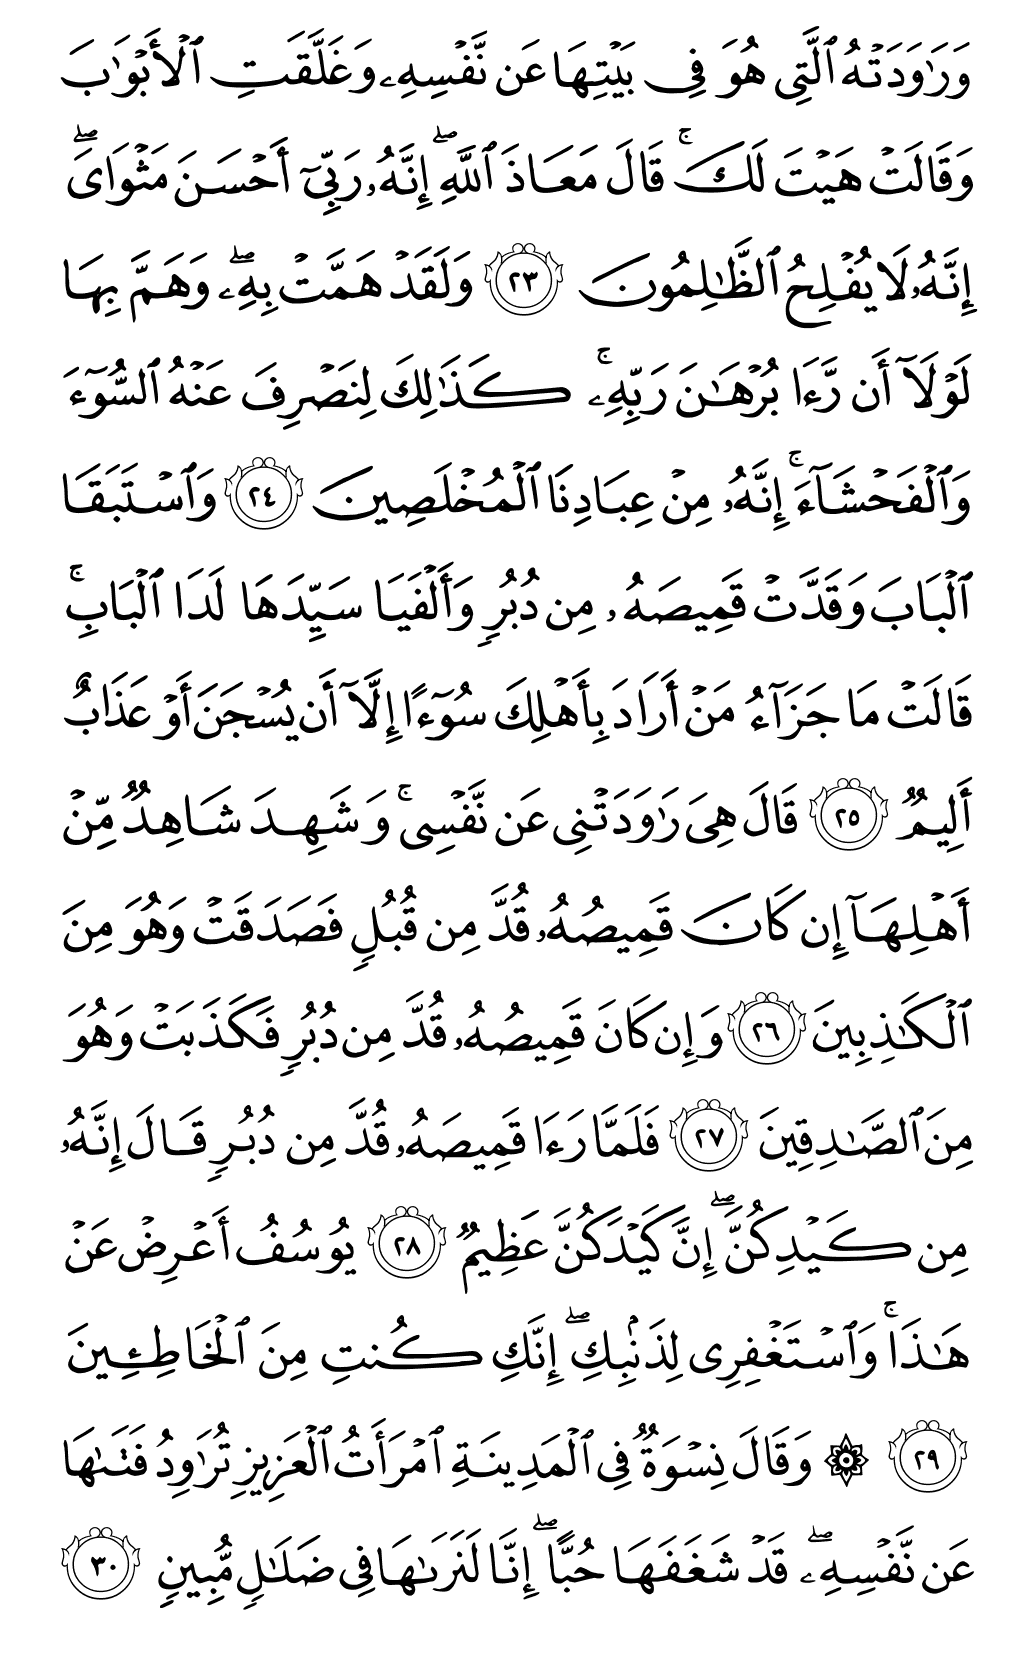 وَرَٰوَدَتْهُ ٱلَّتِى هُوَ فِى بَيْتِهَا عَن نَّفْسِهِۦ وَغَلَّقَتِ ٱلْأَبْوَٰبَ
وَقَالَتْ هَيْتَ لَكَ ۚ قَالَ مَعَاذَ ٱللَّهِ ۖ إِنَّهُۥ رَبِّىٓ أَحْسَنَ مَثْوَاىَ ۖ
إِنَّهُۥ لَا يُفْلِحُ ٱلظَّٰلِمُونَ ٢٣ وَلَقَدْ هَمَّتْ بِهِۦ ۖ وَهَمَّ بِهَا
لَوْلَآ أَن رَّءَا بُرْهَٰنَ رَبِّهِۦ ۚ كَذَٰلِكَ لِنَصْرِفَ عَنْهُ ٱلسُّوٓءَ
وَٱلْفَحْشَآءَ ۚ إِنَّهُۥ مِنْ عِبَادِنَا ٱلْمُخْلَصِينَ ٢٤ وَٱسْتَبَقَا
ٱلْبَابَ وَقَدَّتْ قَمِيصَهُۥ مِن دُبُرٍ وَأَلْفَيَا سَيِّدَهَا لَدَا ٱلْبَابِ ۚ
قَالَتْ مَا جَزَآءُ مَنْ أَرَادَ بِأَهْلِكَ سُوٓءًا إِلَّآ أَن يُسْجَنَ أَوْ عَذَابٌ
أَلِيمٌ ٢٥ قَالَ هِىَ رَٰوَدَتْنِى عَن نَّفْسِى ۚ وَشَهِدَ شَاهِدٌ مِّنْ
أَهْلِهَآ إِن كَانَ قَمِيصُهُۥ قُدَّ مِن قُبُلٍ فَصَدَقَتْ وَهُوَ مِنَ
ٱلْكَٰذِبِينَ ٢٦ وَإِن كَانَ قَمِيصُهُۥ قُدَّ مِن دُبُرٍ فَكَذَبَتْ وَهُوَ
مِنَ ٱلصَّٰدِقِينَ ٢٧ فَلَمَّا رَءَا قَمِيصَهُۥ قُدَّ مِن دُبُرٍ قَالَ إِنَّهُۥ
مِن كَيْدِكُنَّ ۖ إِنَّ كَيْدَكُنَّ عَظِيمٌ ٢٨ يُوسُفُ أَعْرِضْ عَنْ
هَٰذَا ۚ وَٱسْتَغْفِرِى لِذَنۢبِكِ ۖ إِنَّكِ كُنتِ مِنَ ٱلْخَاطِـِٔينَ
٢٩ ۞ وَقَالَ نِسْوَةٌ فِى ٱلْمَدِينَةِ ٱمْرَأَتُ ٱلْعَزِيزِ تُرَٰوِدُ فَتَىٰهَا
عَن نَّفْسِهِۦ ۖ قَدْ شَغَفَهَا حُبًّا ۖ إِنَّا لَنَرَىٰهَا فِى ضَلَٰلٍ مُّبِينٍ ٣٠